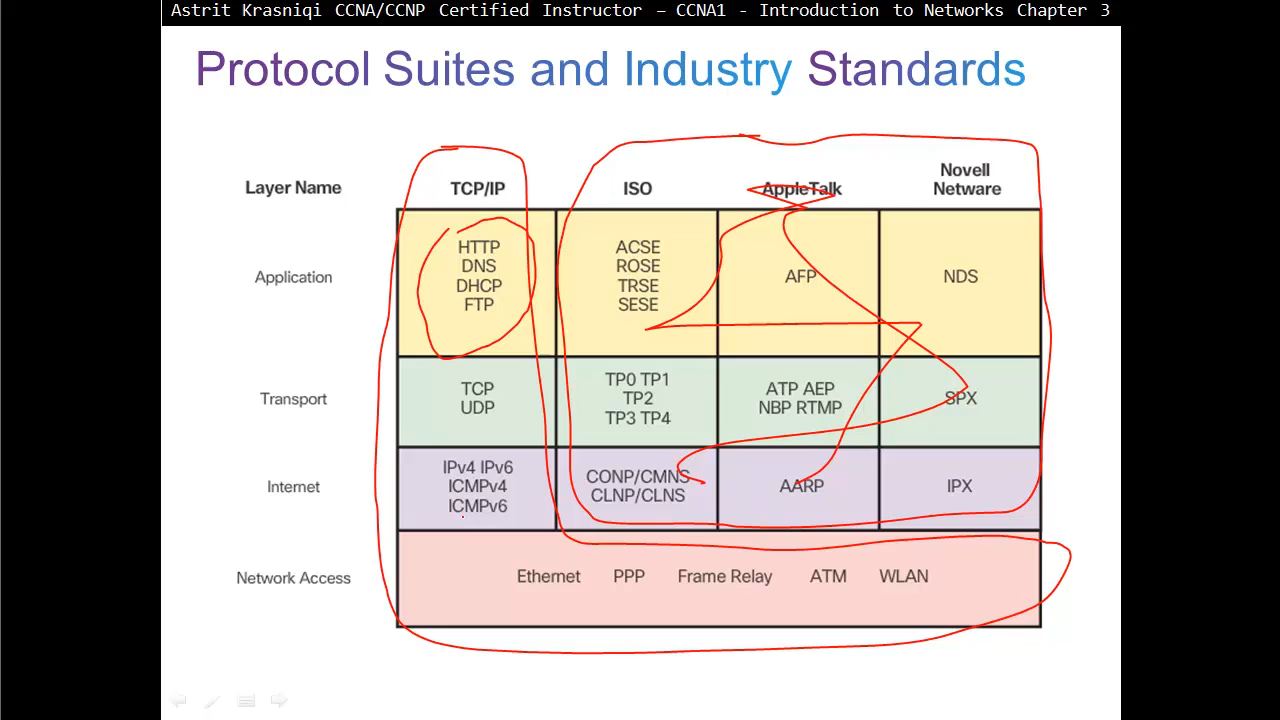 Astrit Krasniqi CCNA/CCNP Certified Instructor – CCNA1 - Introduction to Networks Chapter 3
Protocol Suites and Industry Standards
Layer Name
TCP/IP
ISO
AppleTalk
Novell
Netware
Application
HTTP
DNS
DHCP
FTP
ACSE
ROSE
TRSE
SESE
AFP
NDS
Transport
TCP
UDP
TP0 TP1
TP2
TP3 TP4
ATP AEP
NBP RTMP
SPX
Internet
IPv4 IPv6
ICMPv4
ICMPv6
CONP/CMNS
CLNP/CLNS
AARP
IPX
Network Access
Ethernet PPP Frame Relay ATM WLAN